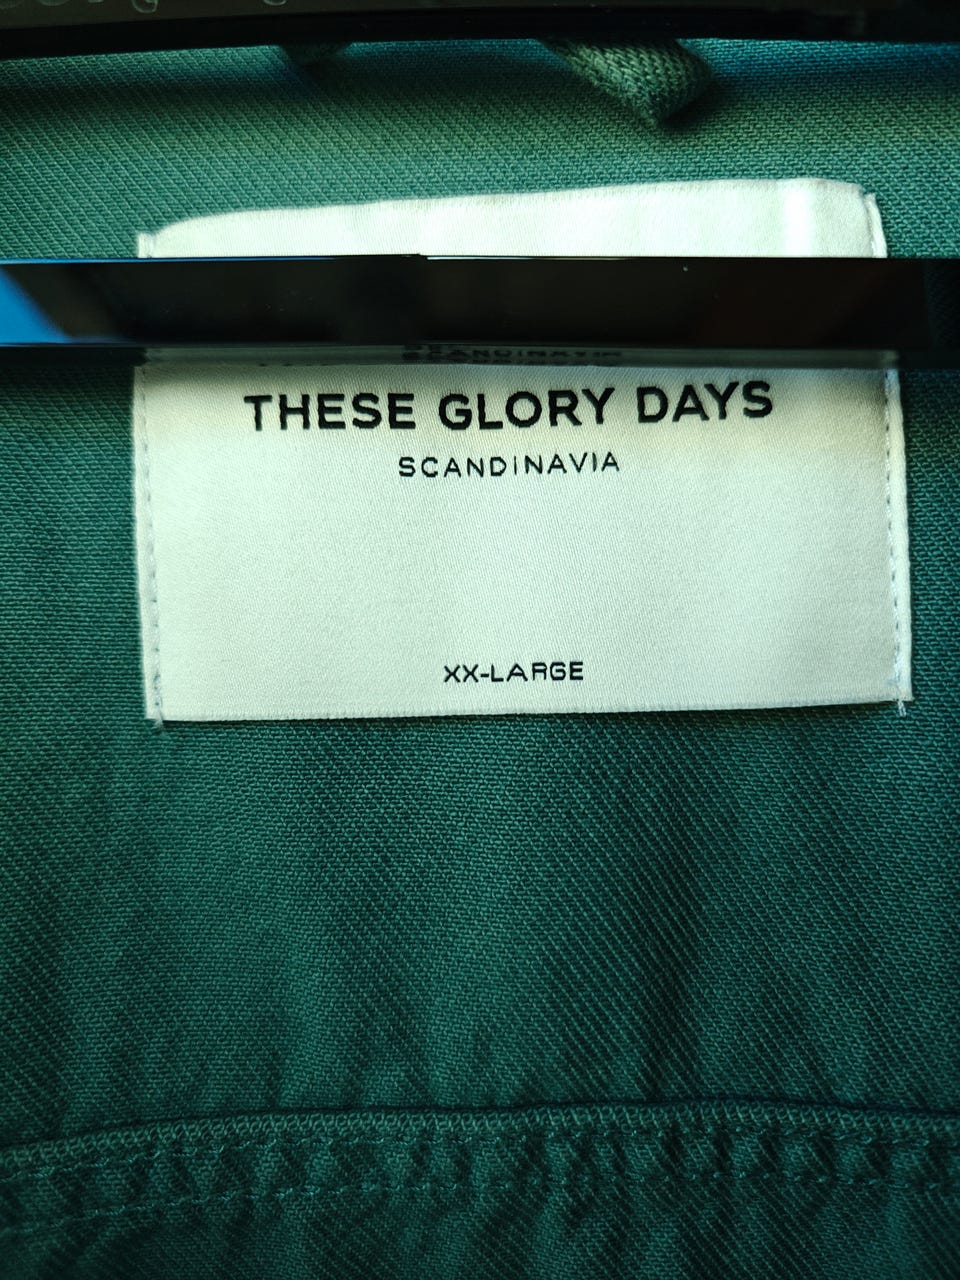 THESE GLORY DAYS
SCANDINAVIA
XX-LARGE